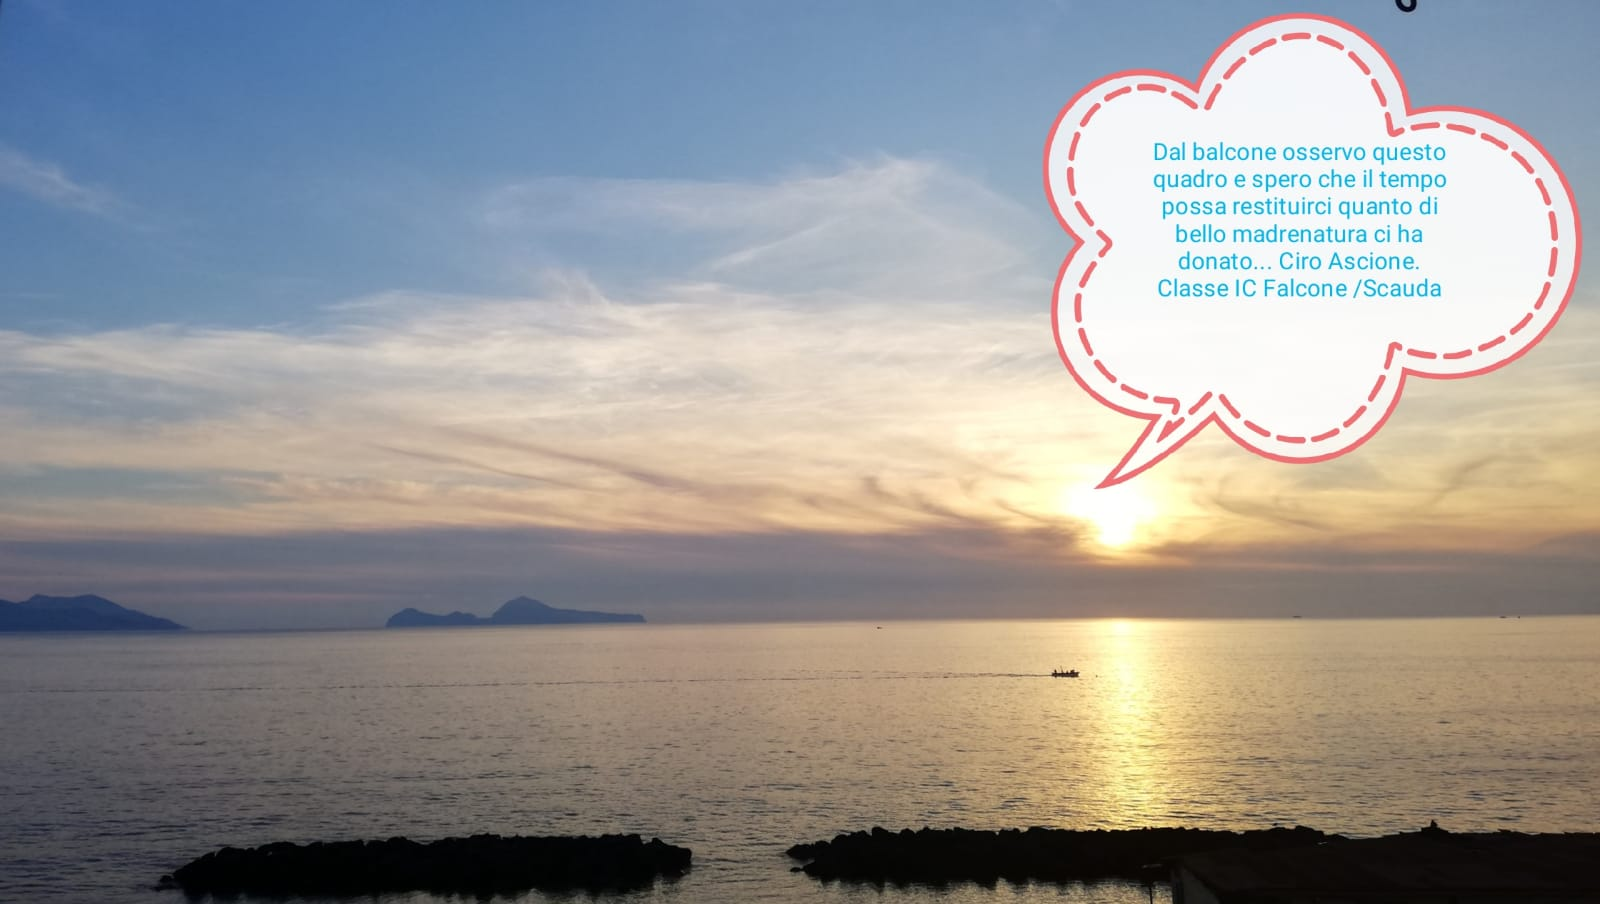 Dal balcone osservo questo
quadro e spero che il tempo
possa restituirci quanto di
bello madrenatura ci ha
donato... Ciro Ascione.
Classe IC Falcone /Scauda